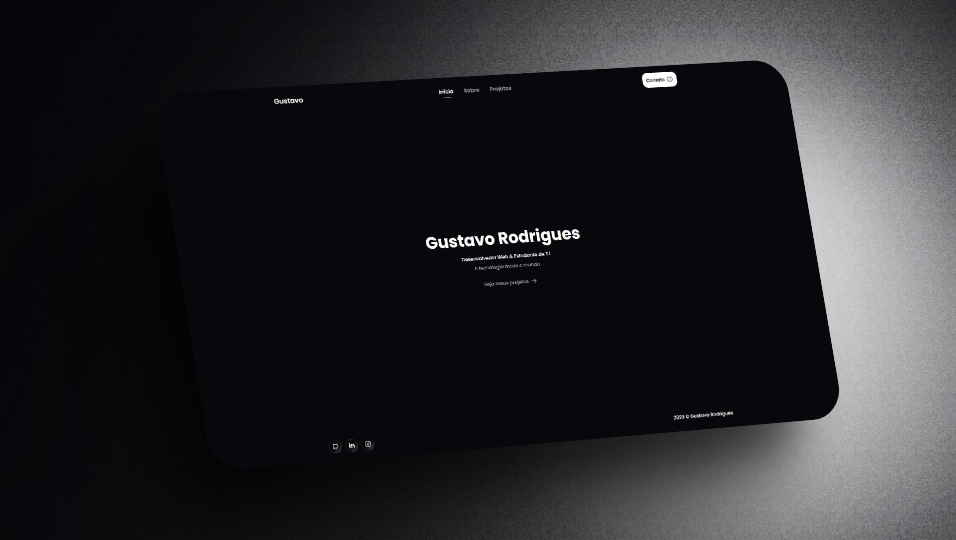 Gustavo
Início
Sobre
Projetos
Contato
Gustavo Rodrigues
Desenvolvedor Web & Estudante de T.I
A tecnologia move o mundo.
Veja meus projetos →
in
2023 © Gustavo Rodrigues